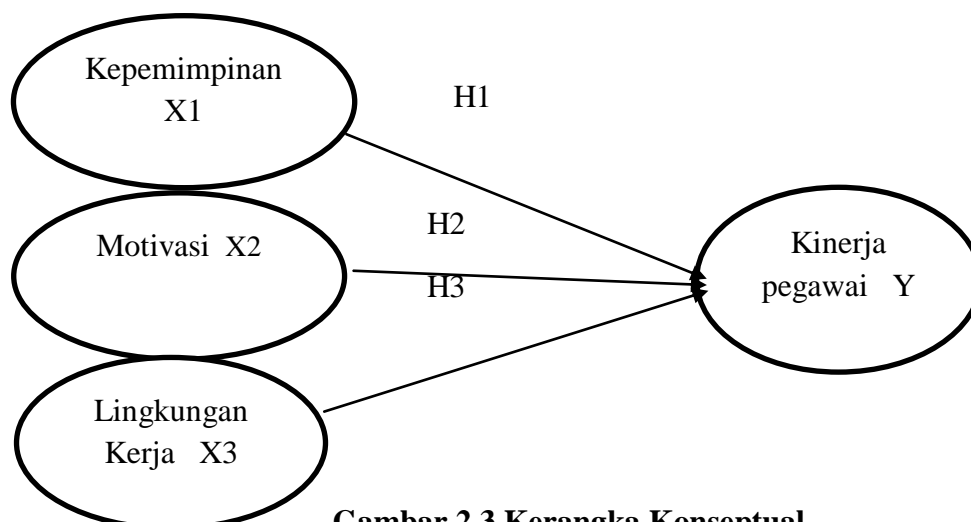 Kepemimpinan
X1
H1
Motivasi X2
H2
H3
Lingkungan
Kerja X3
Kinerja
pegawai Y
Gambar 2.3 Kerangka Konseptual